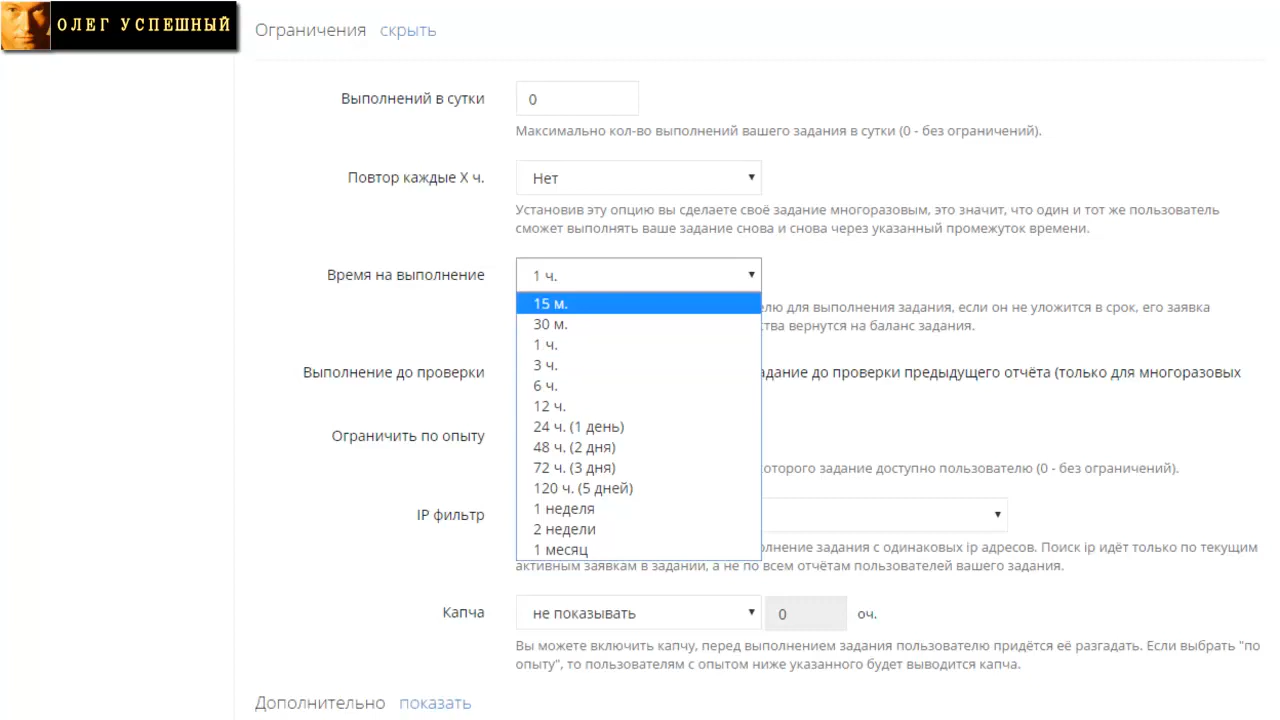 ОЛЕГ УСПЕШНЫЙ
Ограничения скрыть
Выполнений в сутки 0
Максимально кол-во выполнений вашего задания в сутки (0 - без ограничений).
Повтор каждые X ч. Нет
Установив эту опцию вы сделаете своё задание многоразовым, это значит, что один и тот же пользователь
сможет выполнять ваше задание снова и снова через указанный промежуток времени.
Время на выполнение 1 ч.
15 м.
для выполнения задания, если он не уложится в срок, его заявка
30 м.
вернутся на баланс задания.
1 ч.
3 ч.
Выполнение до проверки
до проверки предыдущего отчёта (только для многоразовых
6 ч.
12 ч.
24 ч. (1 день)
Ограничить по опыту
48 ч. (2 дня)
72 ч. (3 дня)
задание доступно пользователю (0 - без ограничений).
120 ч. (5 дней)
1 неделя
IP фильтр
2 недели
1 месяц
задания с одинаковых ip адресов. Поиск ip идёт только по текущим
активным заявкам в задании, а не по всем отчётам пользователей вашего задания.
Капча не показывать 0 оч.
Вы можете включить капчу, перед выполнением задания пользователю придётся её разгадать. Если выбрать "по
опыту", то пользователям с опытом ниже указанного будет выводится капча.
Дополнительно показать